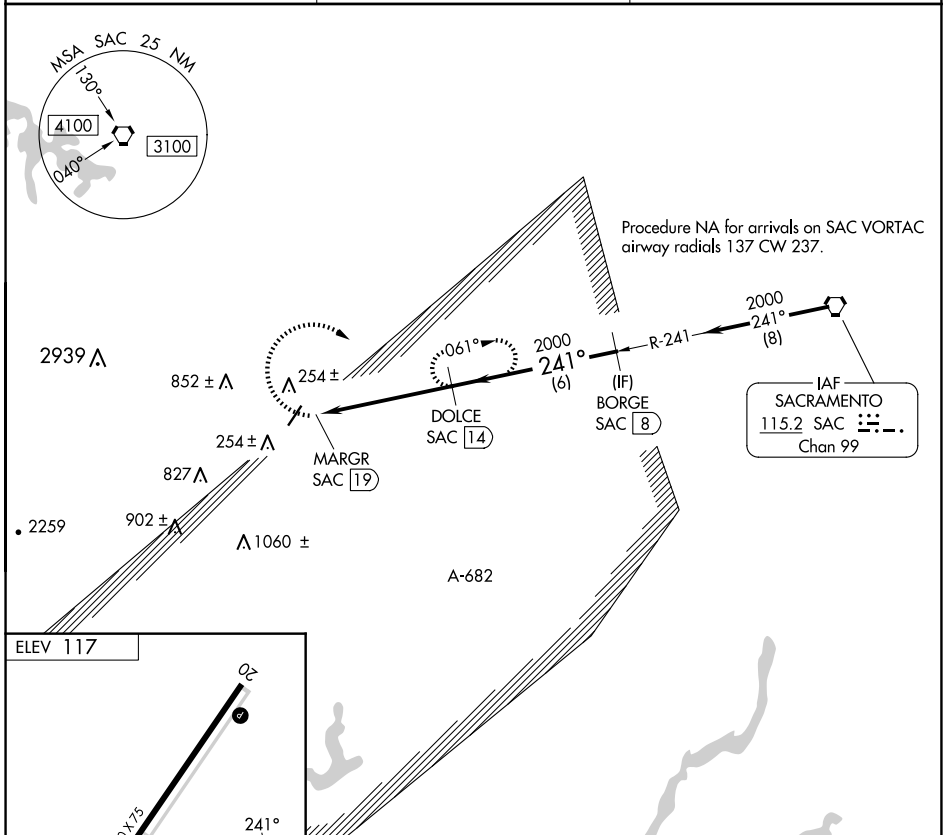 MSA SAC 25 NM
130°
4100
3100
040°
Procedure NA for arrivals on SAC VORTAC
airway radials 137 CW 237.
2000
241°
(8)
R-241
2000
241°
(6)
061°
(IF)
BORGE
SAC 8
IAF
SACRAMENTO
115.2 SAC
Chan 99
DOLCE
SAC 14
MARGR
SAC 19
2939
852 ±
254 ±
254 ±
827
902 ±
2259
1060 ±
A-682
ELEV 117
20
P
X 75
241°